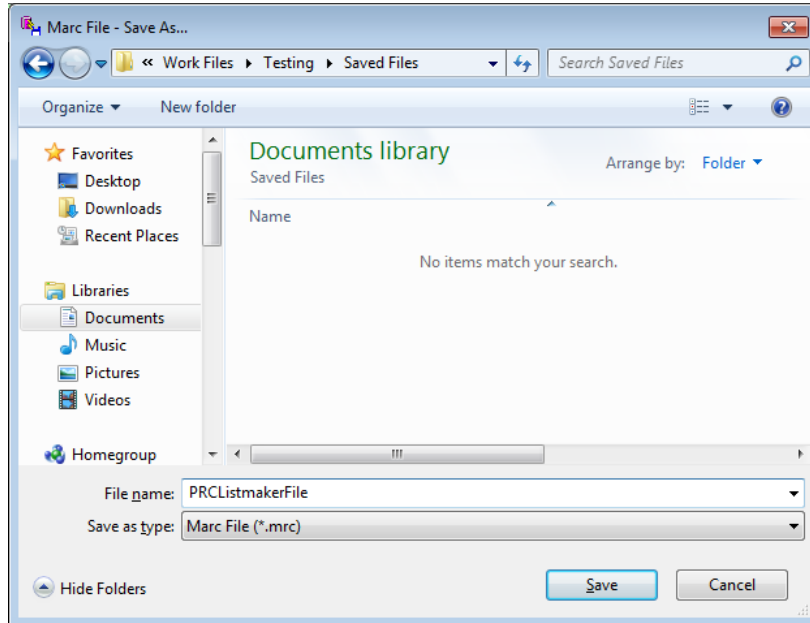 Marc File - Save As...
« Work Files Testing Saved Files Search Saved Files
Organize New folder
Favorites
Desktop
Downloads
Recent Places
Libraries
Documents
Music
Pictures
Videos
Homegroup
Documents library
Saved Files
Arrange by: Folder
Name
No items match your search.
File name: PRCListmakerFile
Save as type: Marc File (*.mrc)
Hide Folders Save Cancel